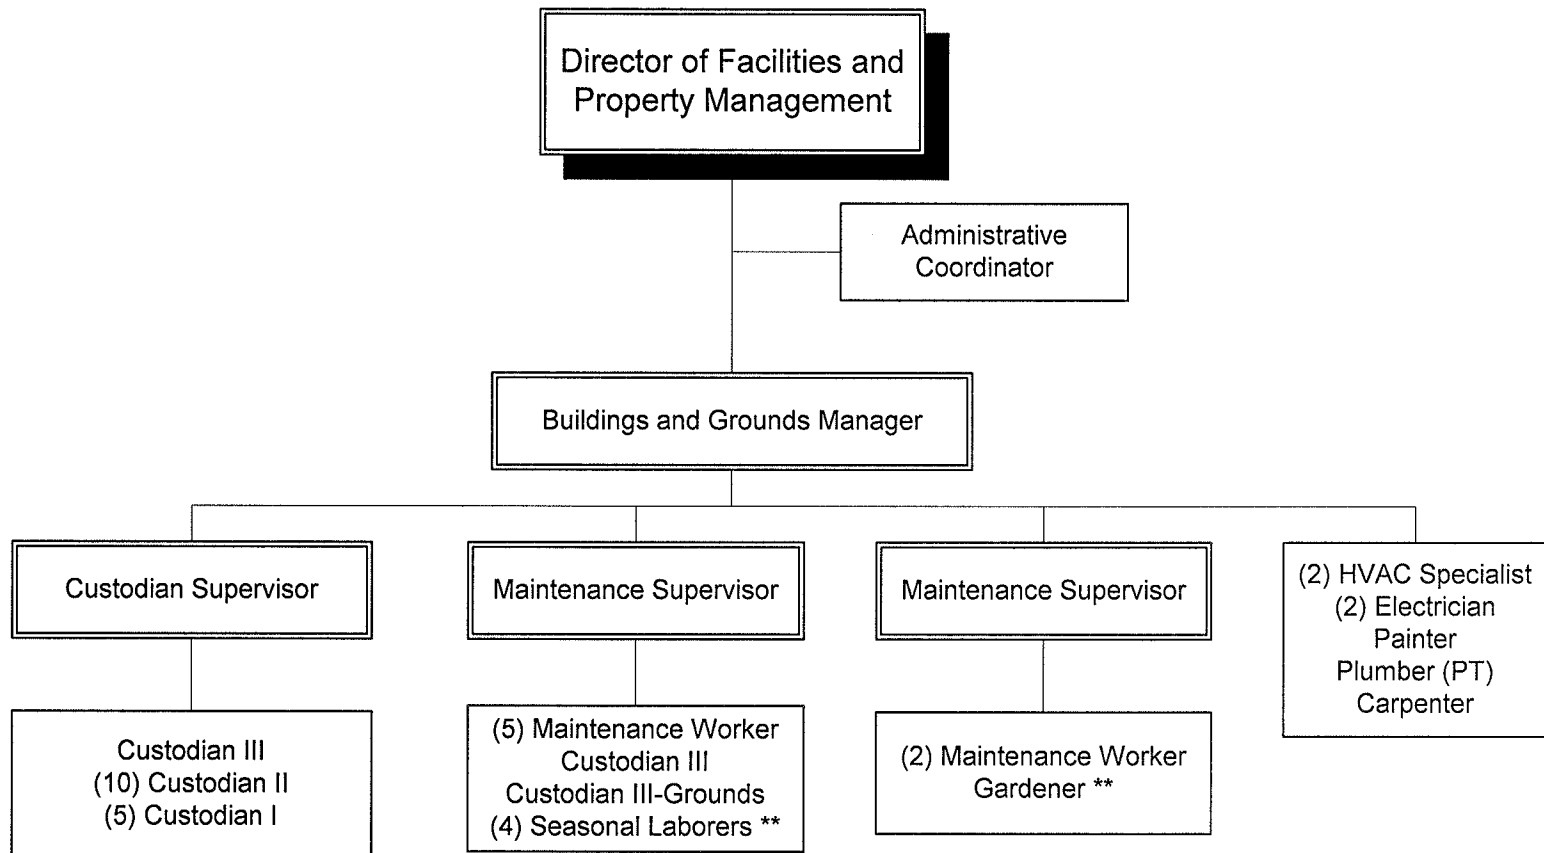 Director of Facilities and
Property Management
Administrative
Coordinator
Buildings and Grounds Manager
Custodian Supervisor
Maintenance Supervisor
Maintenance Supervisor
(2) HVAC Specialist
(2) Electrician
Painter
Plumber (PT)
Carpenter
Custodian III
(10) Custodian II
(5) Custodian I
(5) Maintenance Worker
Custodian III
Custodian III-Grounds
(4) Seasonal Laborers **
(2) Maintenance Worker
Gardener **